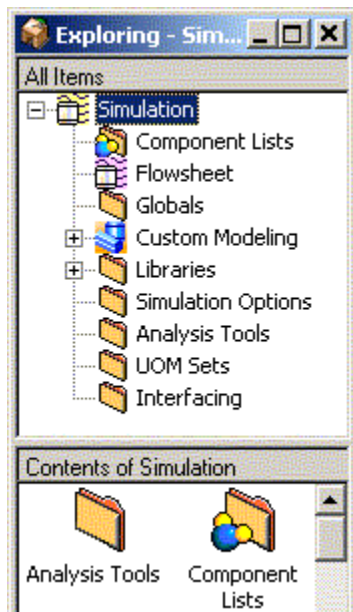 Exploring - Sim...
All Items
Simulation
Component Lists
Flowsheet
Globals
Custom Modeling
Libraries
Simulation Options
Analysis Tools
UOM Sets
Interfacing
Contents of Simulation
Analysis Tools
Component
Lists